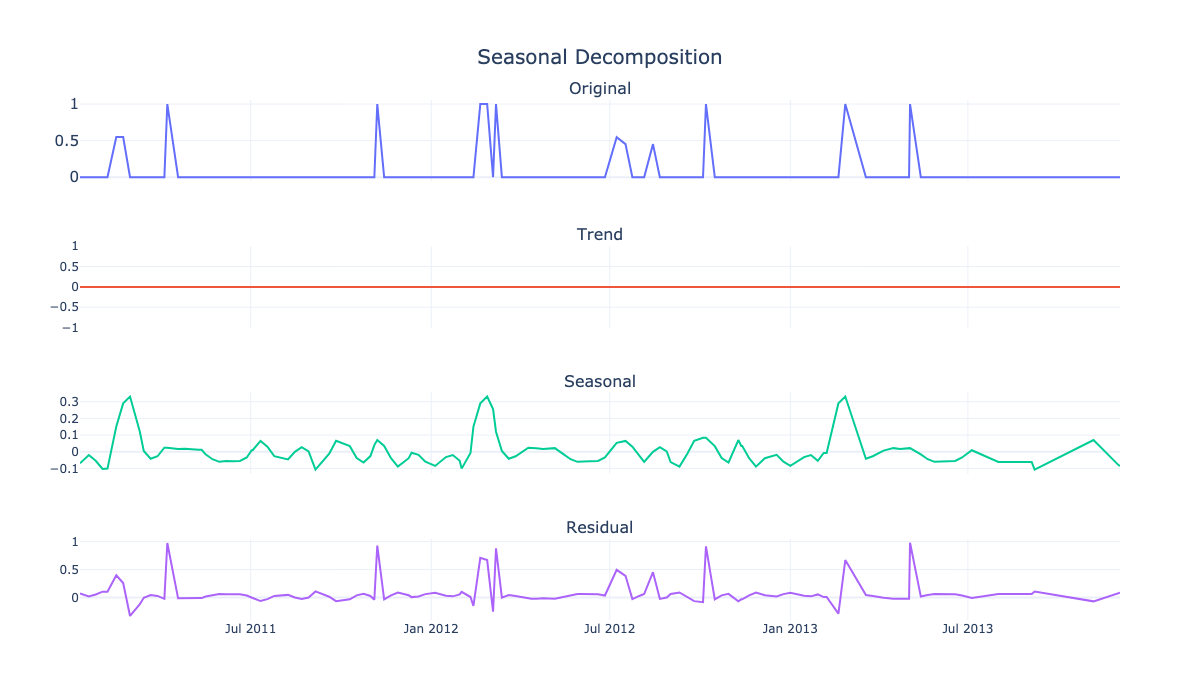 Seasonal Decomposition
Original
1
0.5
0
Trend
1
0.5
0
−0.5
−1
Seasonal
0.3
0.2
0.1
0
−0.1
Residual
1
0.5
0
Jul 2011
Jan 2012
Jul 2012
Jan 2013
Jul 2013